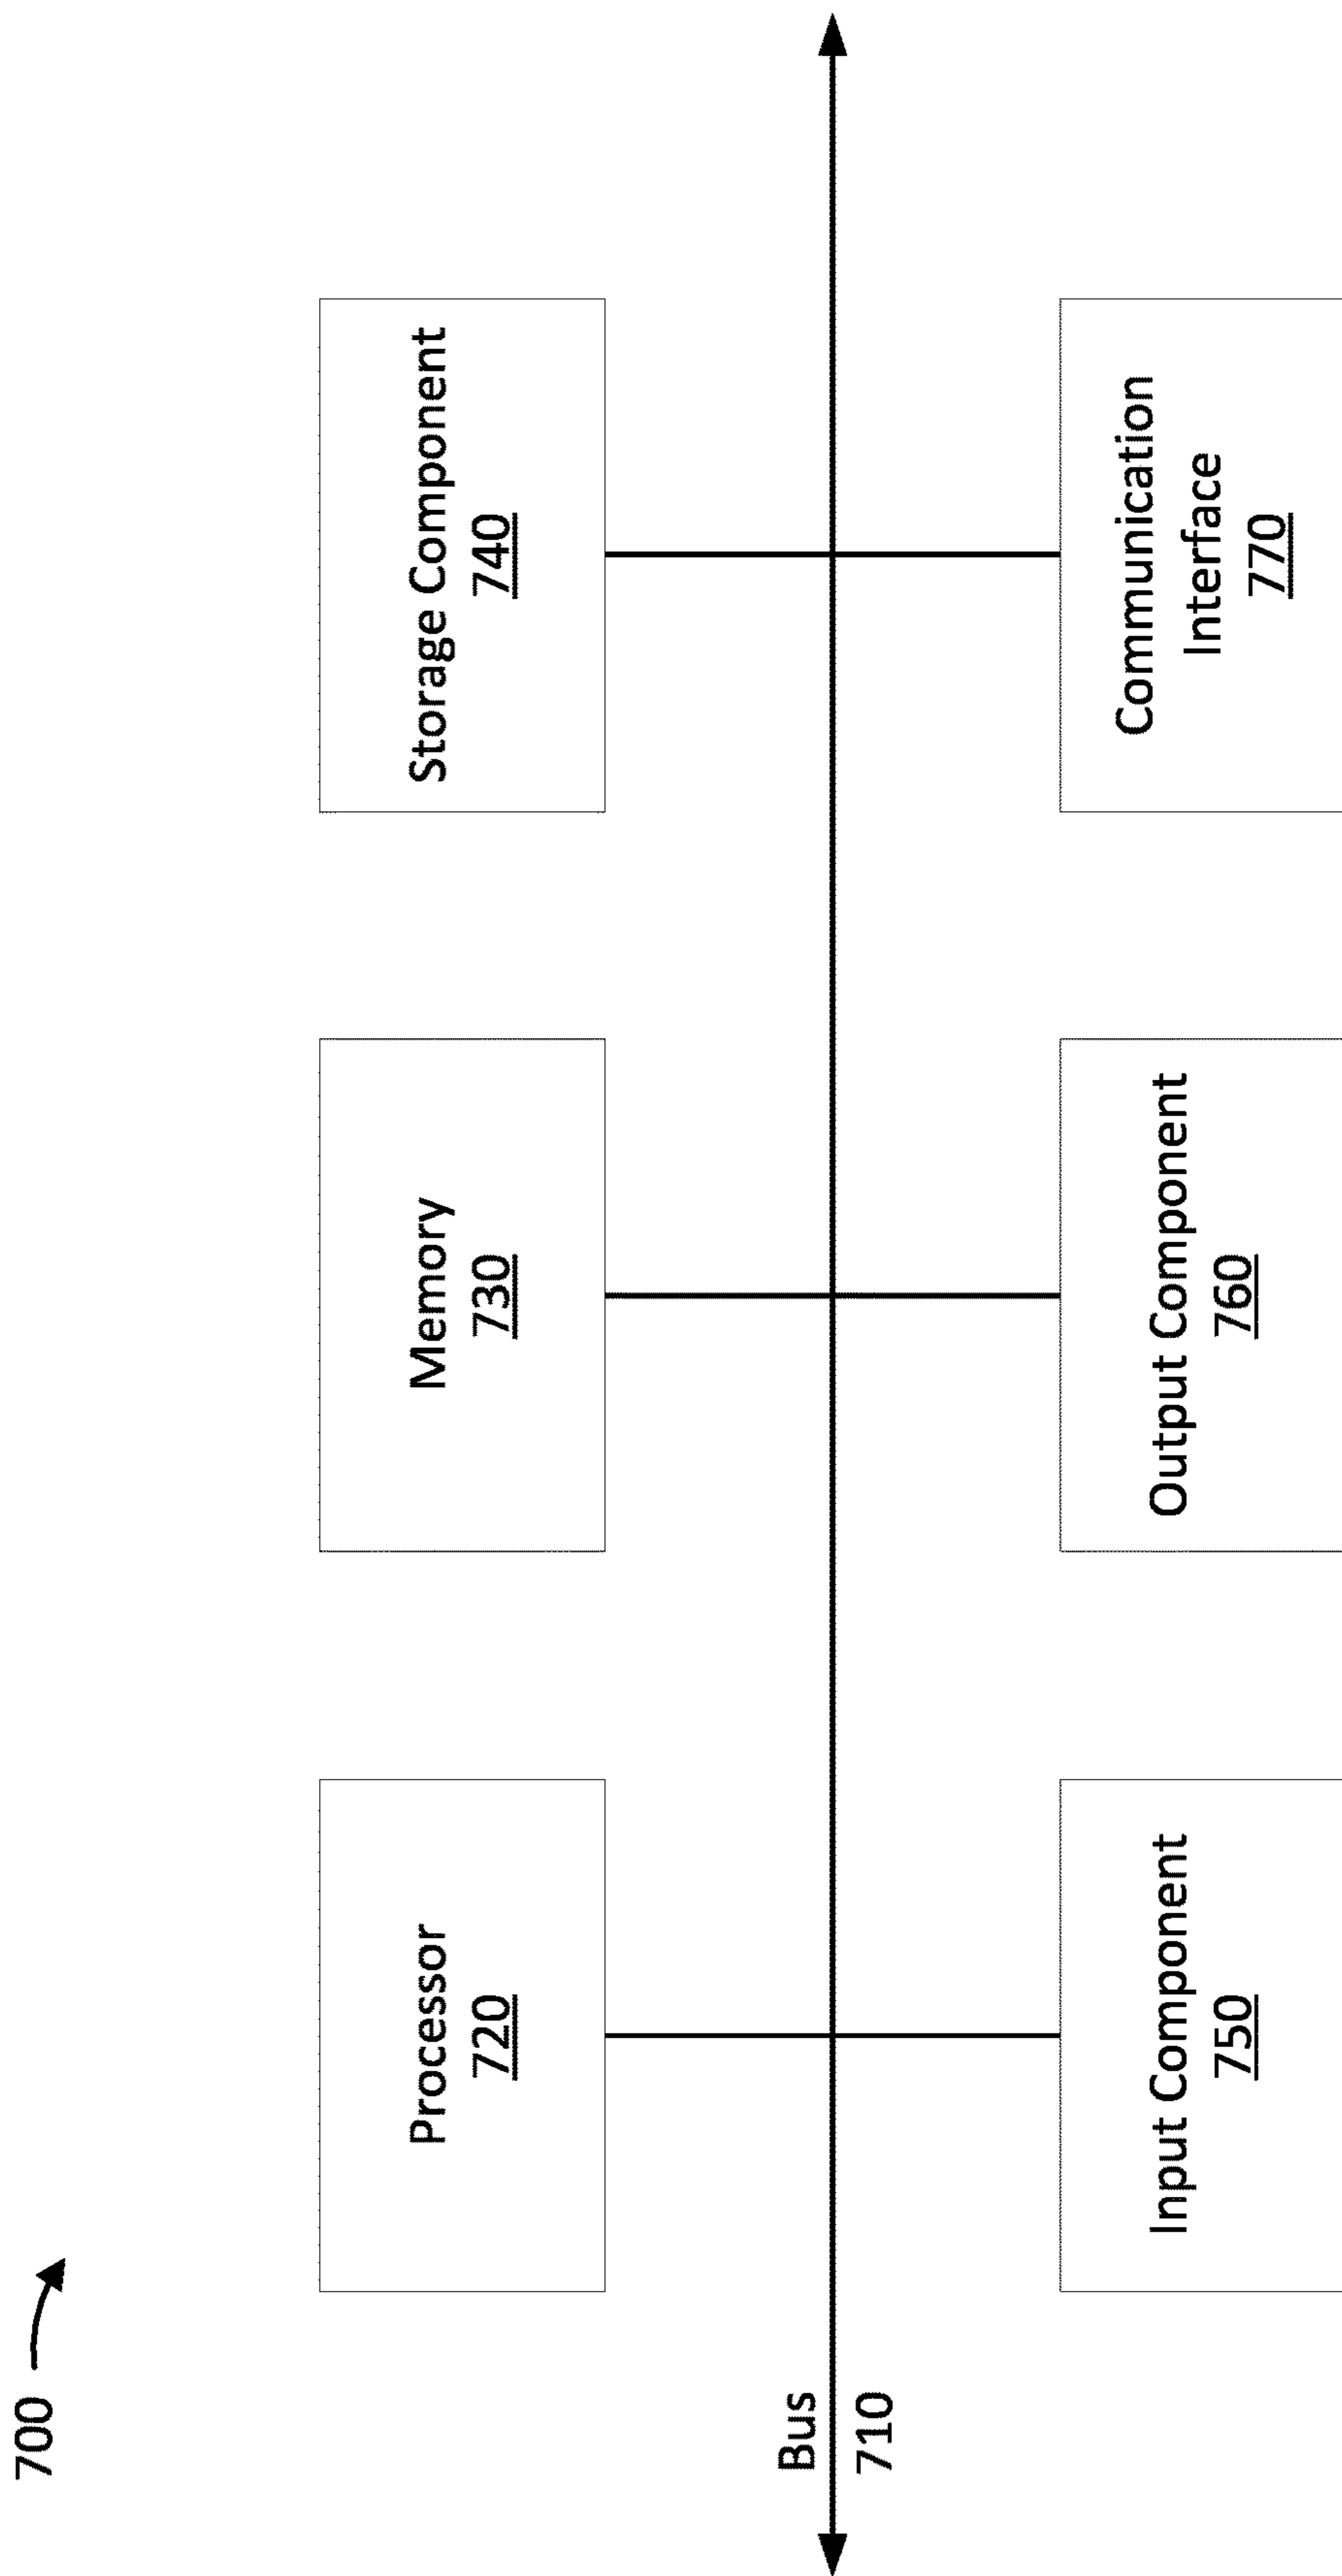 700
Processor
720
Memory
730
Storage Component
740
Bus
710
Input Component
750
Output Component
760
Communication
Interface
770